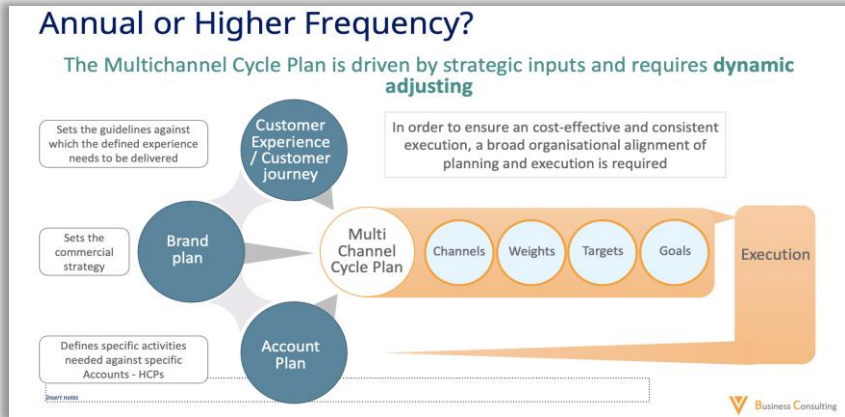 Annual or Higher Frequency?
The Multichannel Cycle Plan is driven by strategic inputs and requires dynamic
adjusting
Sets the guidelines against
which the defined experience
needs to be delivered
Customer
Experience
/ Customer
journey
In order to ensure an cost-effective and consistent
execution, a broad organisational alignment of
planning and execution is required
Sets the
commercial
strategy
Brand
plan
Multi
Channel
Cycle Plan
Channels
Weights
Targets
Goals
Execution
Defines specific activities
needed against specific
Accounts - HCPs
Account
Plan
Insert notes
Business Consulting